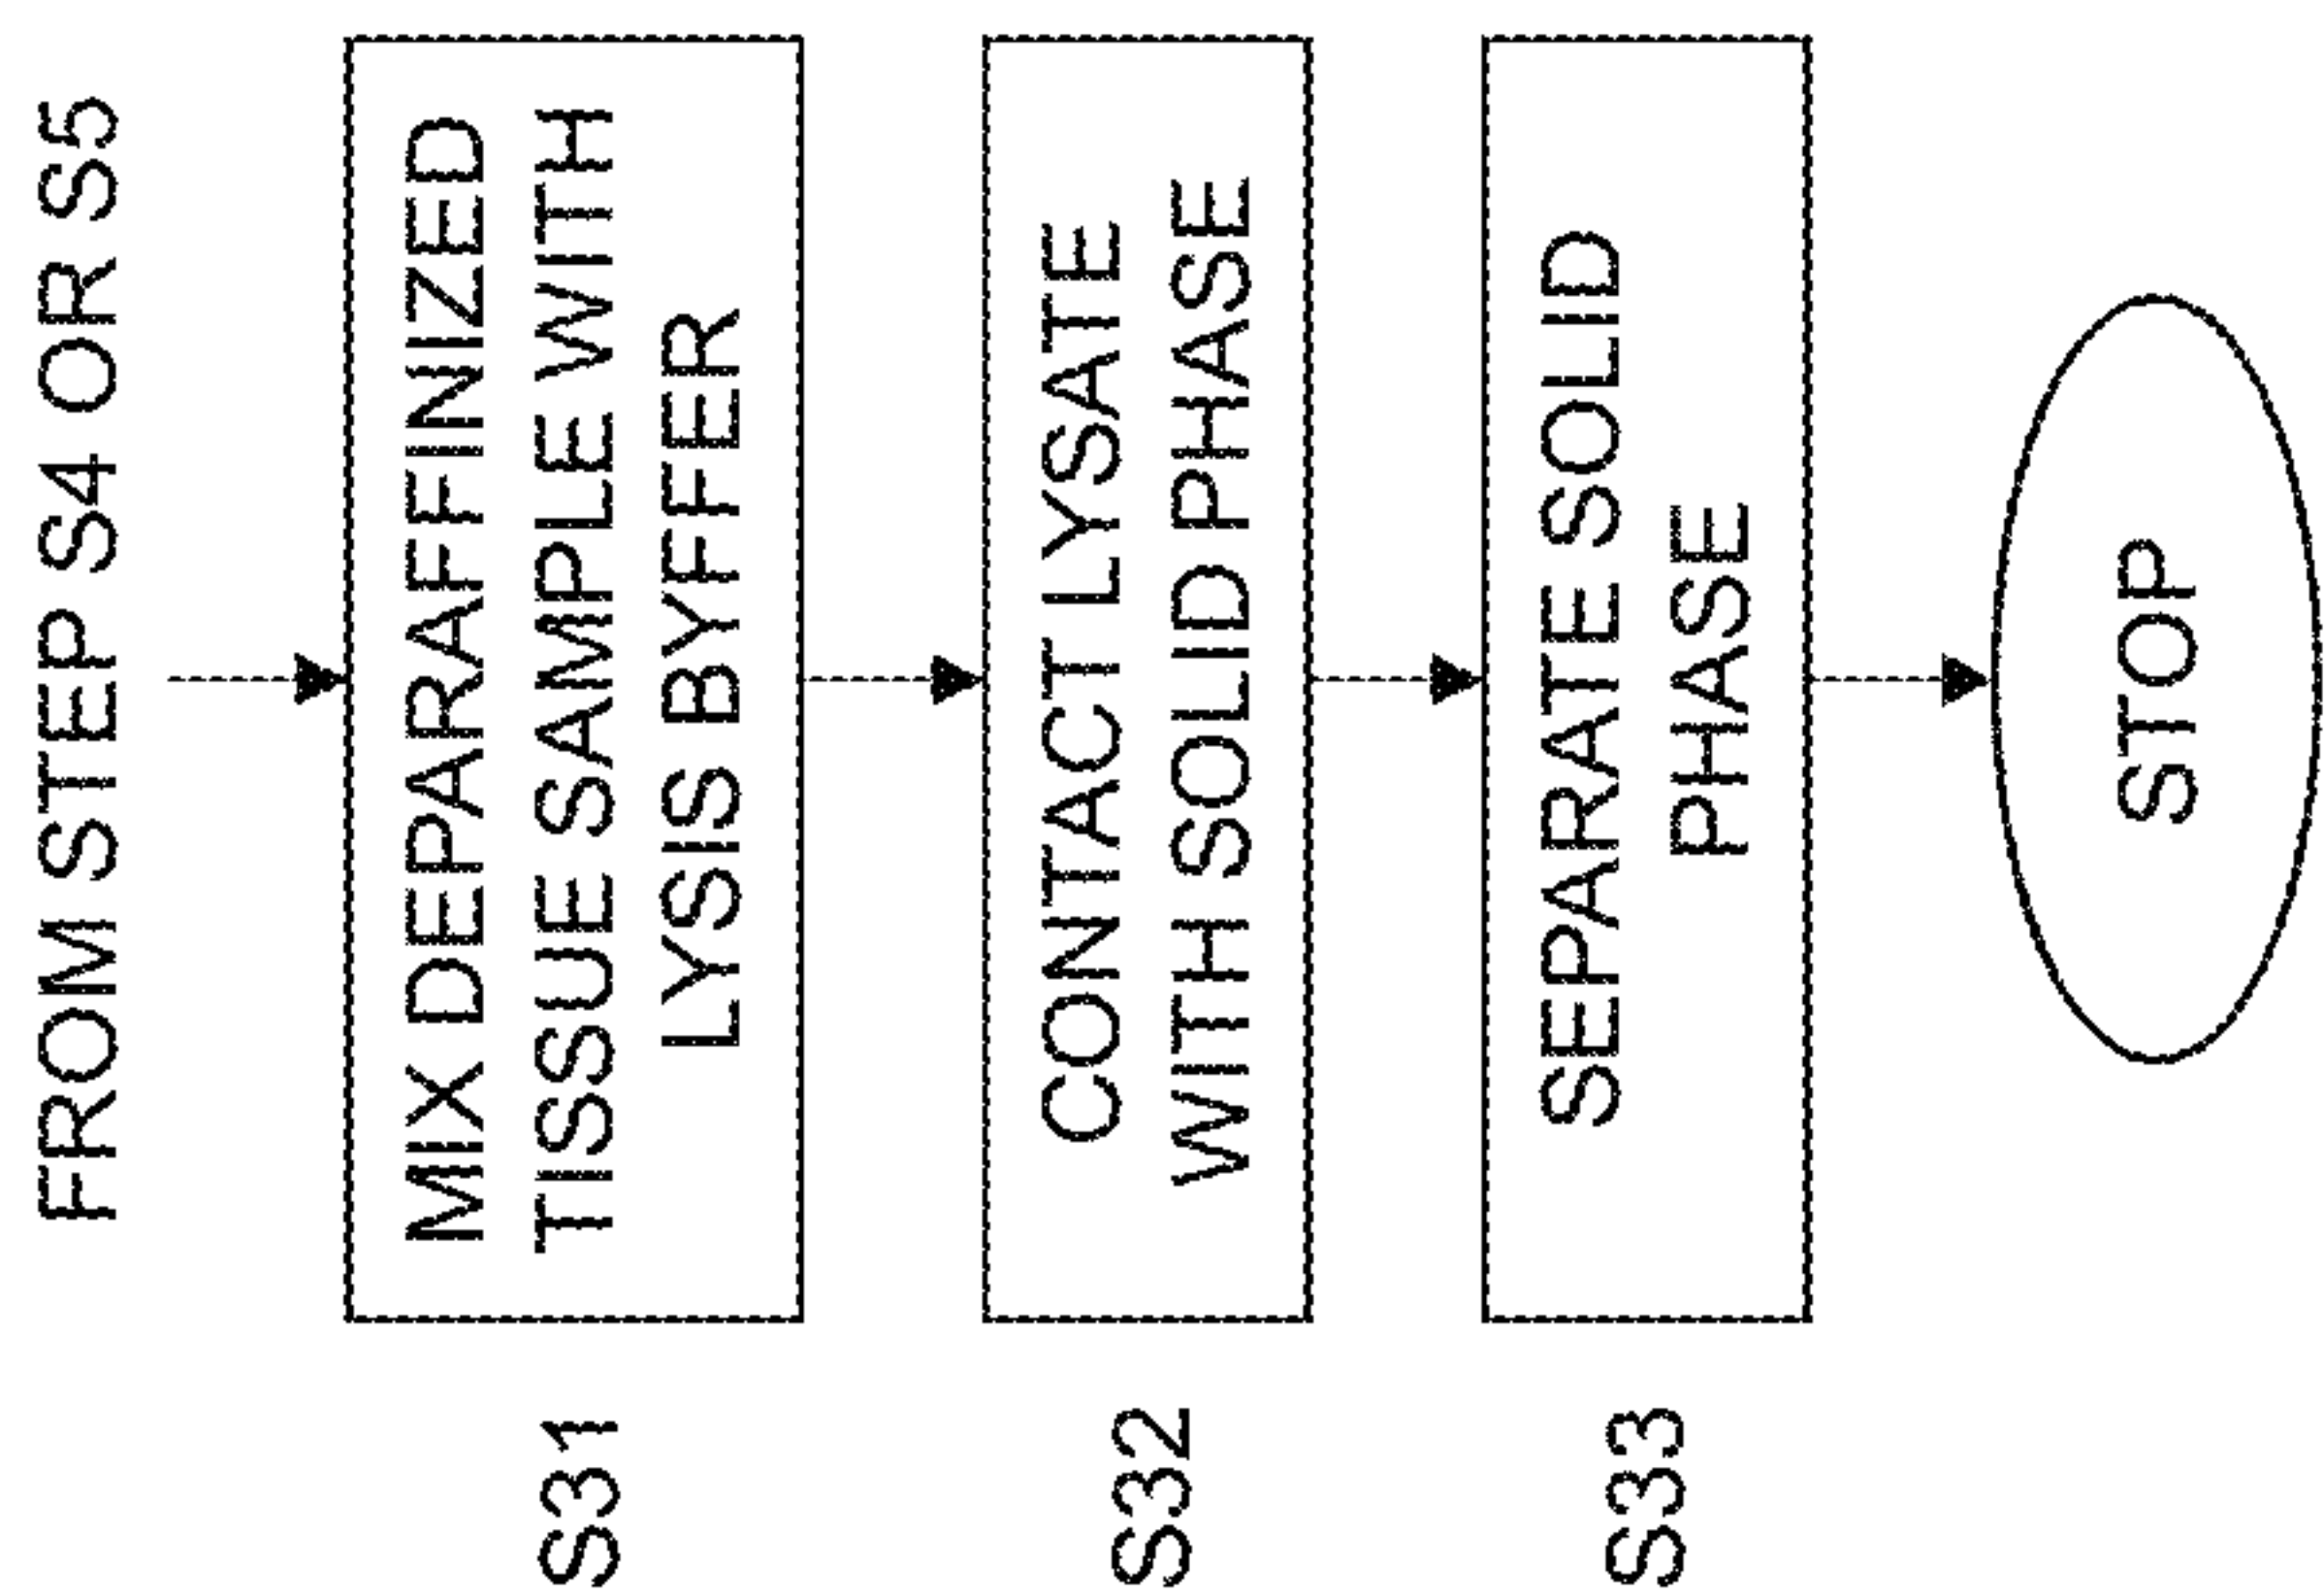 FROM STEP S4 OR S5
S31
MIX DEPARAFFINIZED
TISSUE SAMPLE WITH
LYSIS BYFFER
S32
CONTACT LYSATE
WITH SOLID PHASE
S33
SEPARATE SOLID
PHASE
STOP